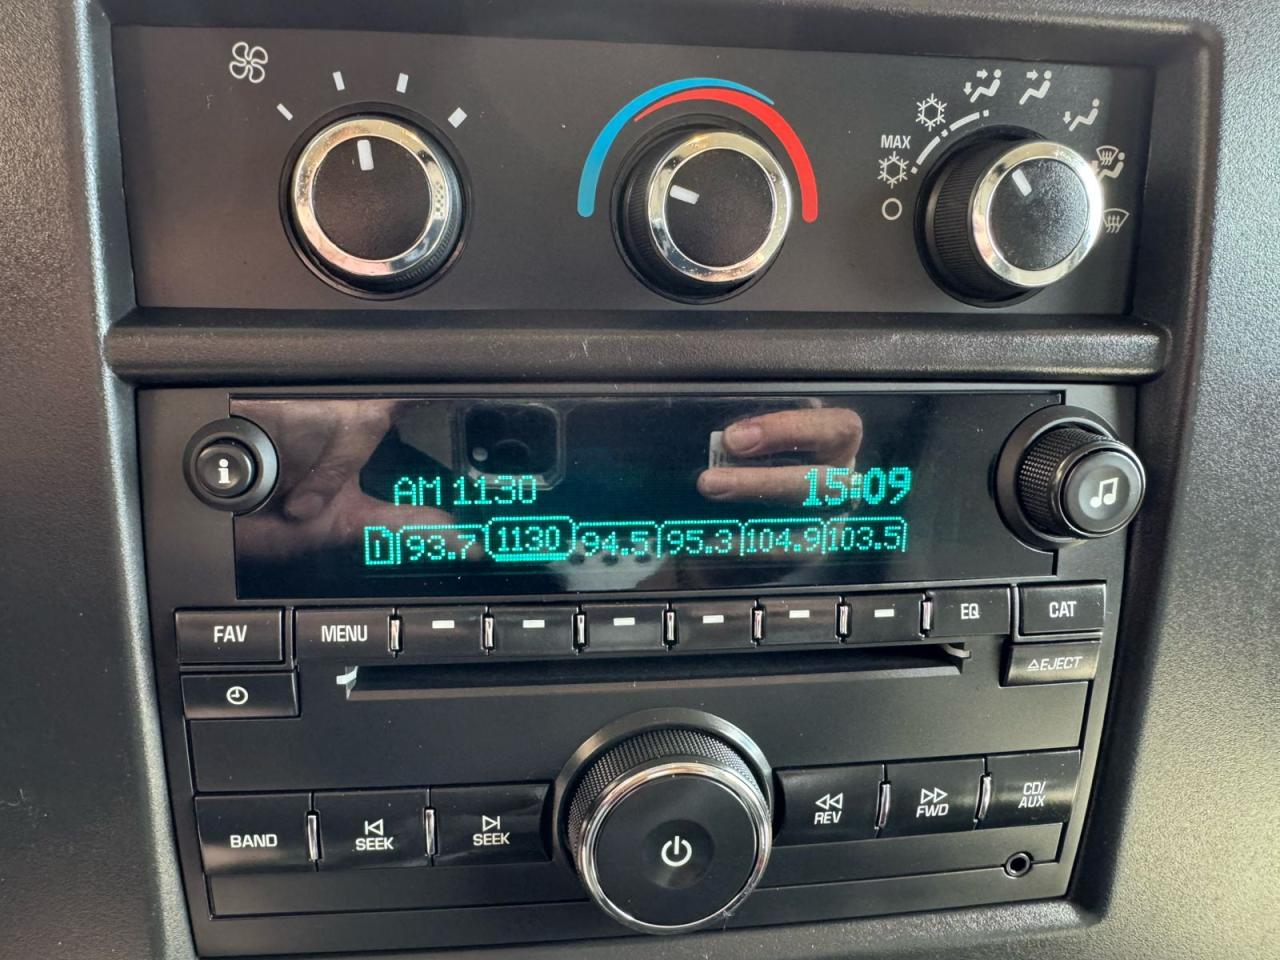 MAX
i
AM 1130 15:09
1 93.7 1130 94.5 95.3 104.9 103.5
FAV MENU EQ CAT
EJECT
BAND SEEK SEEK REV FWD CD/AUX